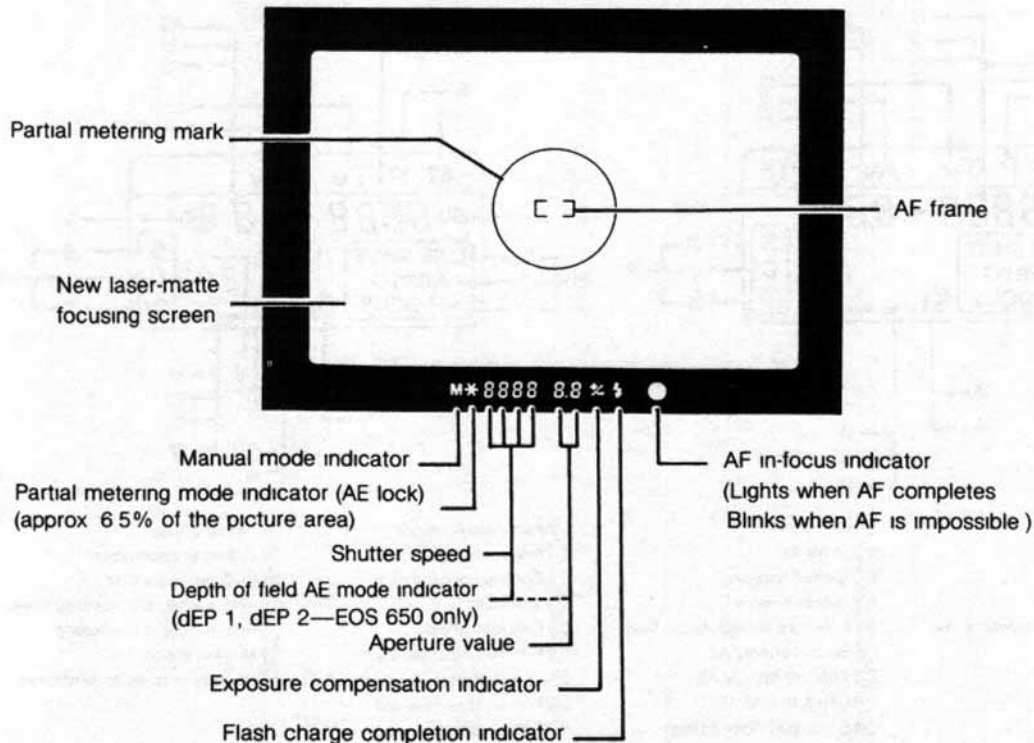 Partial metering mark
AF frame
New laser-matte
focusing screen
M* 8888 8.8
Manual mode indicator
AF in-focus indicator
Partial metering mode indicator (AE lock)
(Lights when AF completes
(approx 6 5% of the picture area)
Blinks when AF is impossible)
Shutter speed
Depth of field AE mode indicator
(dEP 1, dEP 2—EOS 650 only)
Aperture value
Exposure compensation indicator
Flash charge completion indicator